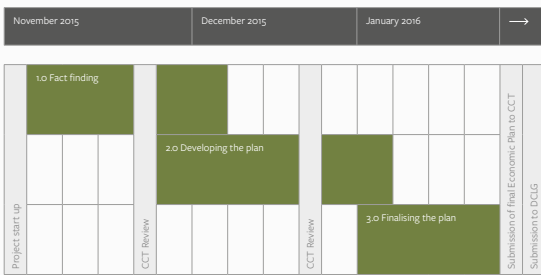 November 2015
December 2015
January 2016
→
1.0 Fact finding
2.0 Developing the plan
3.0 Finalising the plan
Project start up
CCT Review
CCT Review
Submission of final Economic Plan to CCT
Submission to DCLG